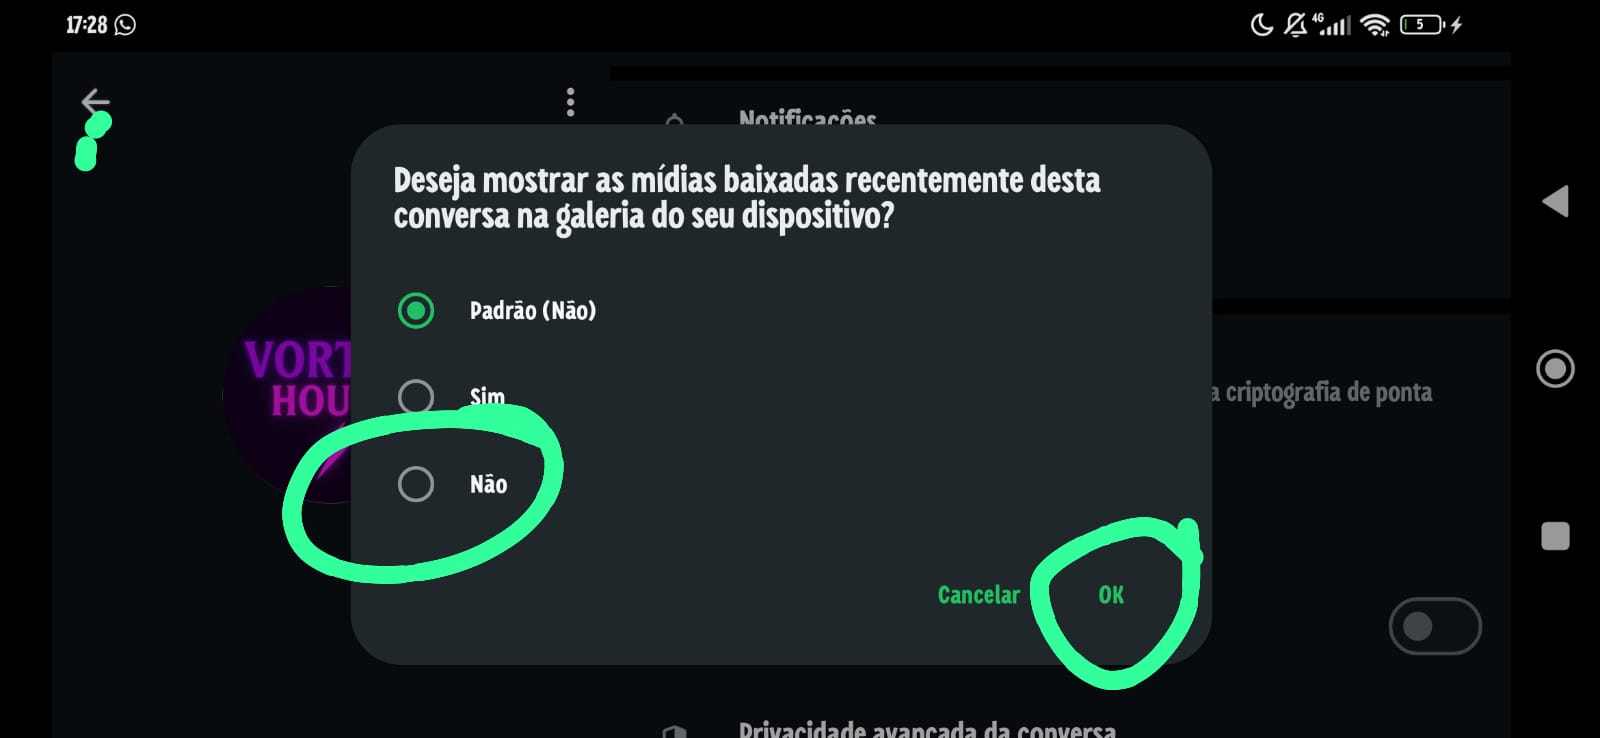 17:28
4G
5
Notificações
Deseja mostrar as mídias baixadas recentemente desta
conversa na galeria do seu dispositivo?
Padrão (Não)
VORT
HOU
Sim
a criptografia de ponta
Não
Cancelar
OK
Privacidade avançada da conversa